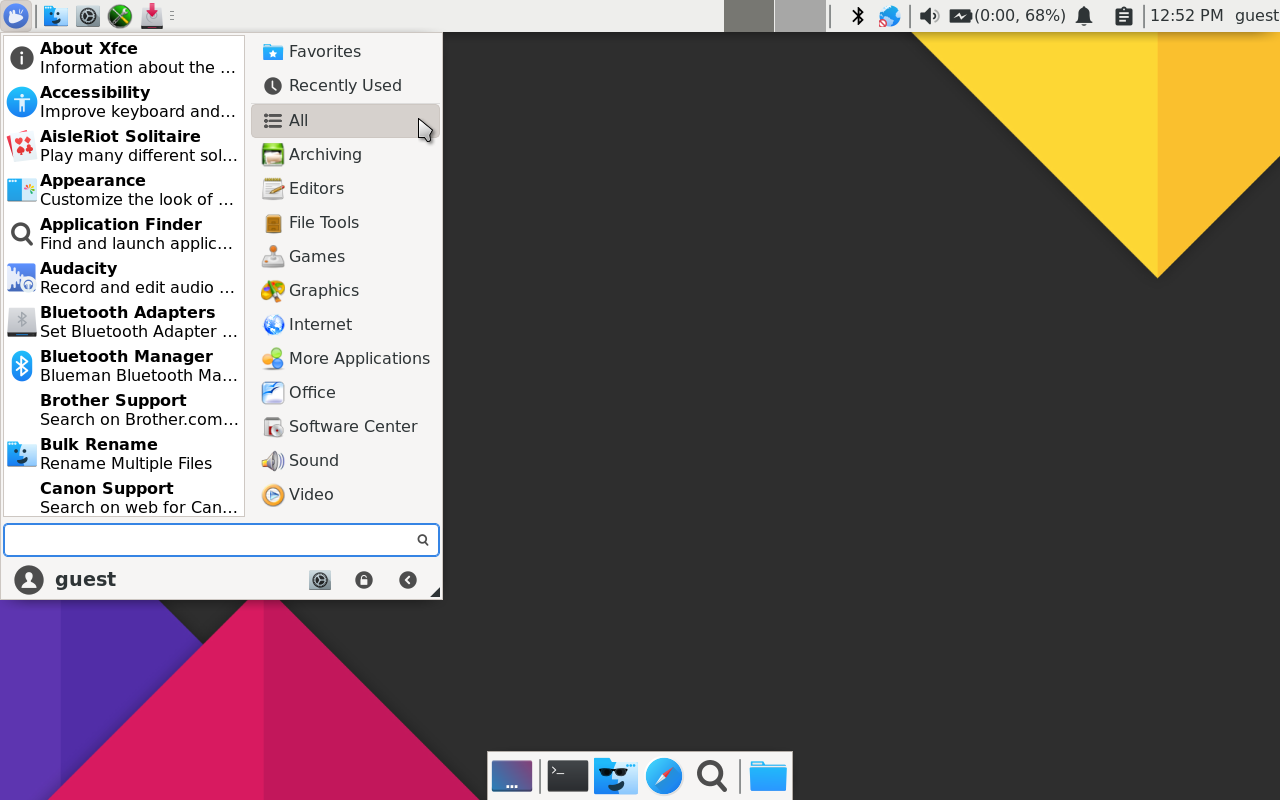 (0:00, 68%)
12:52 PM
guest
About Xfce
Information about the ...
Accessibility
Improve keyboard and...
AisleRiot Solitaire
Play many different sol...
Appearance
Customize the look of ...
Application Finder
Find and launch applic...
Audacity
Record and edit audio ...
Bluetooth Adapters
Set Bluetooth Adapter ...
Bluetooth Manager
Blueman Bluetooth Ma...
Brother Support
Search on Brother.com...
Bulk Rename
Rename Multiple Files
Canon Support
Search on web for Can...
Favorites
Recently Used
All
Archiving
Editors
File Tools
Games
Graphics
Internet
More Applications
Office
Software Center
Sound
Video
guest